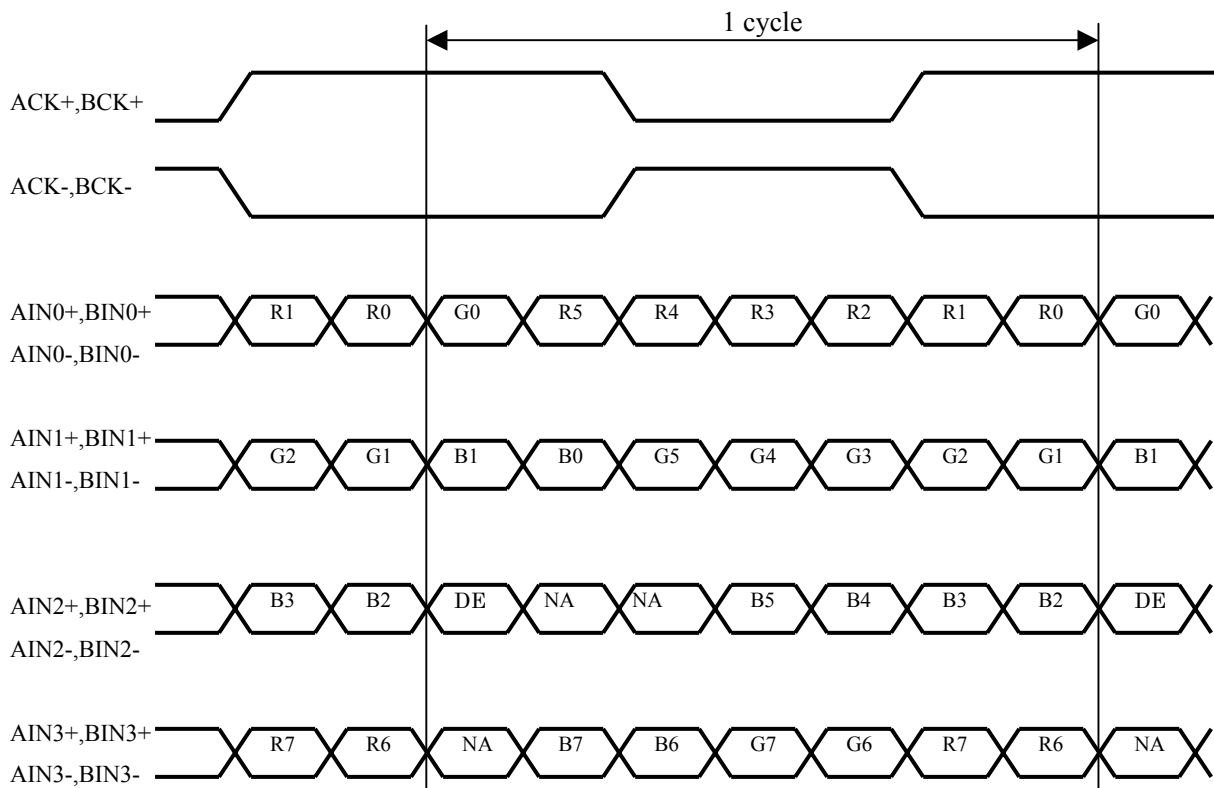 1 cycle
ACK+,BCK+
ACK-,BCK-
AIN0+,BIN0+
R1 R0 G0 R5 R4 R3 R2 R1 R0 G0
AIN0-,BIN0-
AIN1+,BIN1+
G2 G1 B1 B0 G5 G4 G3 G2 G1 B1
AIN1-,BIN1-
AIN2+,BIN2+
B3 B2 DE NA NA B5 B4 B3 B2 DE
AIN2-,BIN2-
AIN3+,BIN3+
R7 R6 NA B7 B6 G7 G6 R7 R6 NA
AIN3-,BIN3-